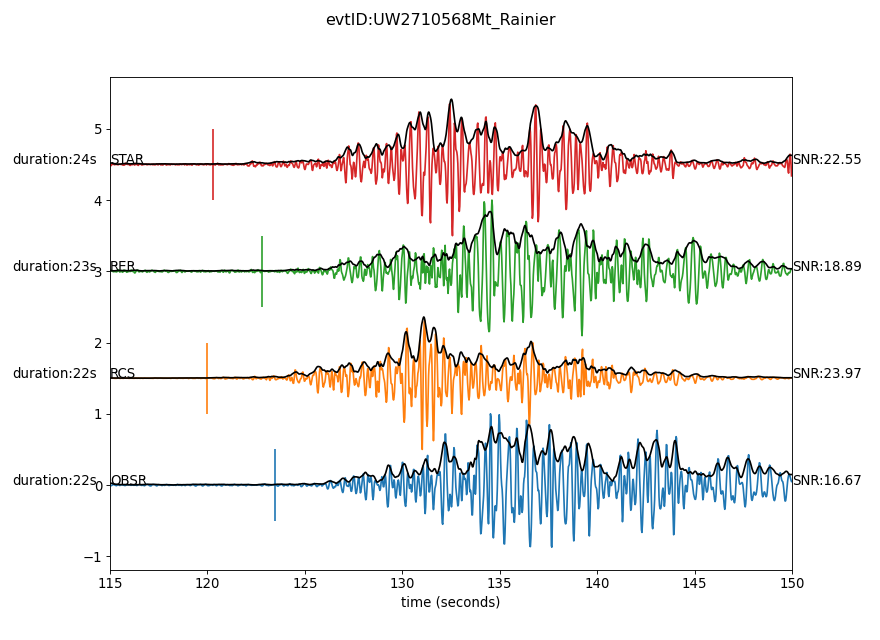 evtID:UW2710568Mt_Rainier
5
duration:24s STAR SNR:22.55
4
duration:23s RER SNR:18.89
3
2
duration:22s RCS SNR:23.97
1
duration:22s OBSR SNR:16.67
0
−1
115 120 125 130 135 140 145 150
time (seconds)